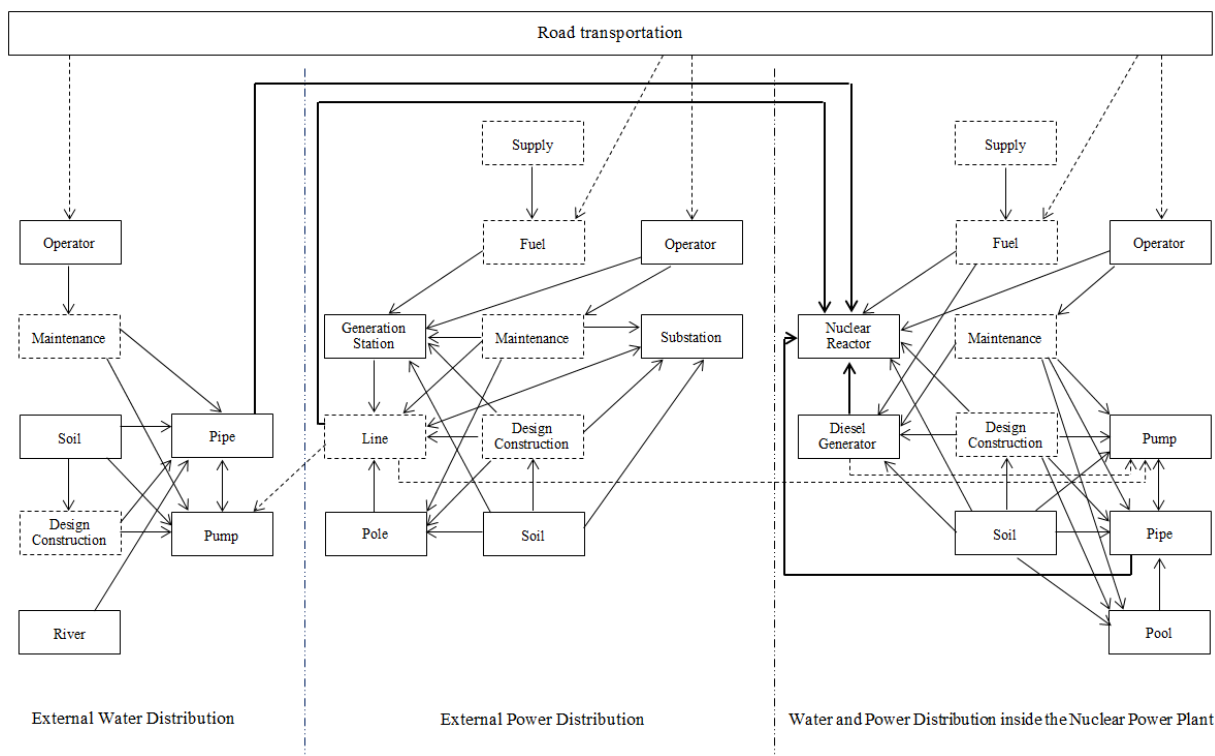 Road transportation
Supply
Supply
Operator
Fuel
Operator
Fuel
Operator
Maintenance
Generation
Station
Maintenance
Substation
Nuclear
Reactor
Maintenance
Soil
Pipe
Line
Design
Construction
Diesel
Generator
Design
Construction
Pump
Design
Construction
Pump
Pole
Soil
Soil
Pipe
River
Pool
External Water Distribution
External Power Distribution
Water and Power Distribution inside the Nuclear Power Plant